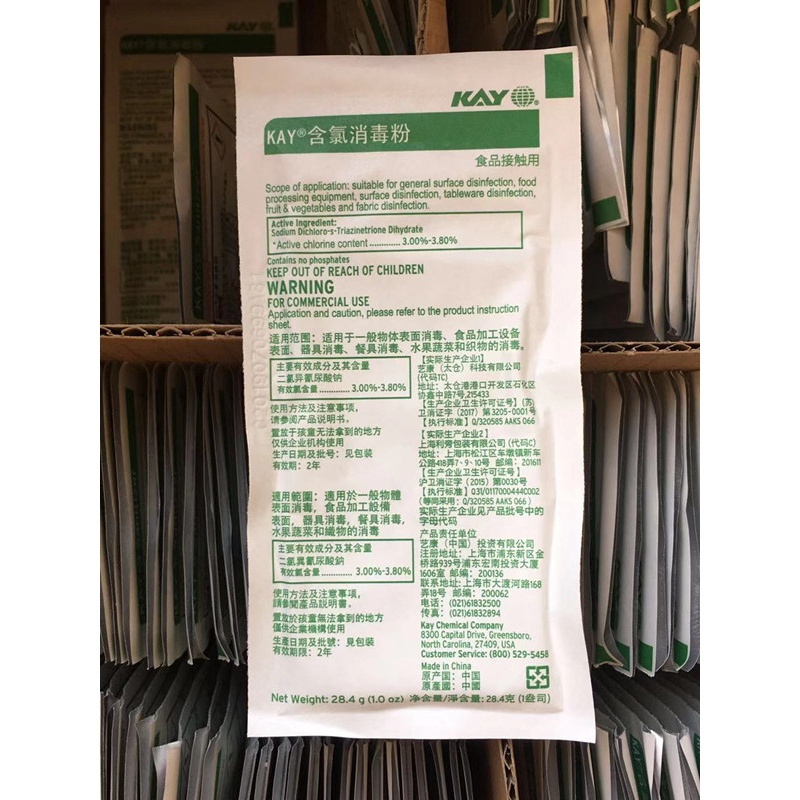 KAY®
KAY®含氯消毒粉
食品接触用
Scope of application: suitable for general surface disinfection, food
processing equipment, surface disinfection, tableware disinfection,
fruit & vegetables and fabric disinfection.
Active Ingredient:
Sodium Dichloro-s-Triazinetrione Dihydrate
*Active chlorine content ............. 3.00%-3.80%
Contains no phosphates
KEEP OUT OF REACH OF CHILDREN
WARNING
FOR COMMERCIAL USE
Application and caution, please refer to the product instruction
sheet.
适用范围：适用于一般物体表面消毒、食品加工设备
表面、器具消毒、餐具消毒、水果蔬菜和织物的消毒。
主要有效成分及其含量
二氯异氰尿酸钠
有效氯含量 ............. 3.00%-3.80%
使用方法及注意事项，
请参阅产品说明书。
置放于孩童无法拿到的地方
仅供企业机构使用
生产日期及批号：见包装
有效期：2年
適用範圍：適用於一般物體
表面消毒，食品加工設備
表面，器具消毒，餐具消毒，
水果蔬菜和織物的消毒
主要有效成分及其含量
二氯異氰尿酸鈉
有效氯含量 ............. 3.00%-3.80%
使用方法及注意事項，
請參閱產品說明書。
置放於孩童無法拿到的地方
僅供企業機構使用
生產日期及批號：見包裝
有效期限：2年
【实际生产企业1】
艺康（太仓）科技有限公司
(代码TC)
地址：太仓港港口开发区石化区
协鑫中路7号,215433
【生产企业卫生许可证号】(苏)
卫消证字（2017）第3205-0001号
【执行标准】Q/320585 AAKS 066
【实际生产企业2】
上海利脊包装有限公司(代码C)
地址：上海市松江区车墩镇新车
公路418弄7、9、10号 邮编：201611
【生产企业卫生许可证号】
沪卫消证字（2015）第0030号
【执行标准】Q31/0117000444C002
（等同采用：Q/320585 AAKS 066）
实际生产企业见产品批号中的
字母代码
产品责任单位
艺康（中国）投资有限公司
注册地址：上海市浦东新区金
桥路939号浦东宏南投资大厦
1606室 邮编：200136
联系地址：上海市大渡河路168
弄18号 邮编：200062
电话：(021)61832500
传真：(021)61832894
Kay Chemical Company
8300 Capital Drive, Greensboro,
North Carolina, 27409, USA
Customer Service: (800) 529-5458
Made in China
原产国：中国
原產國：中國
Net Weight: 28.4 g (1.0 oz) 净含量/淨含量：28.4克 (1盎司)